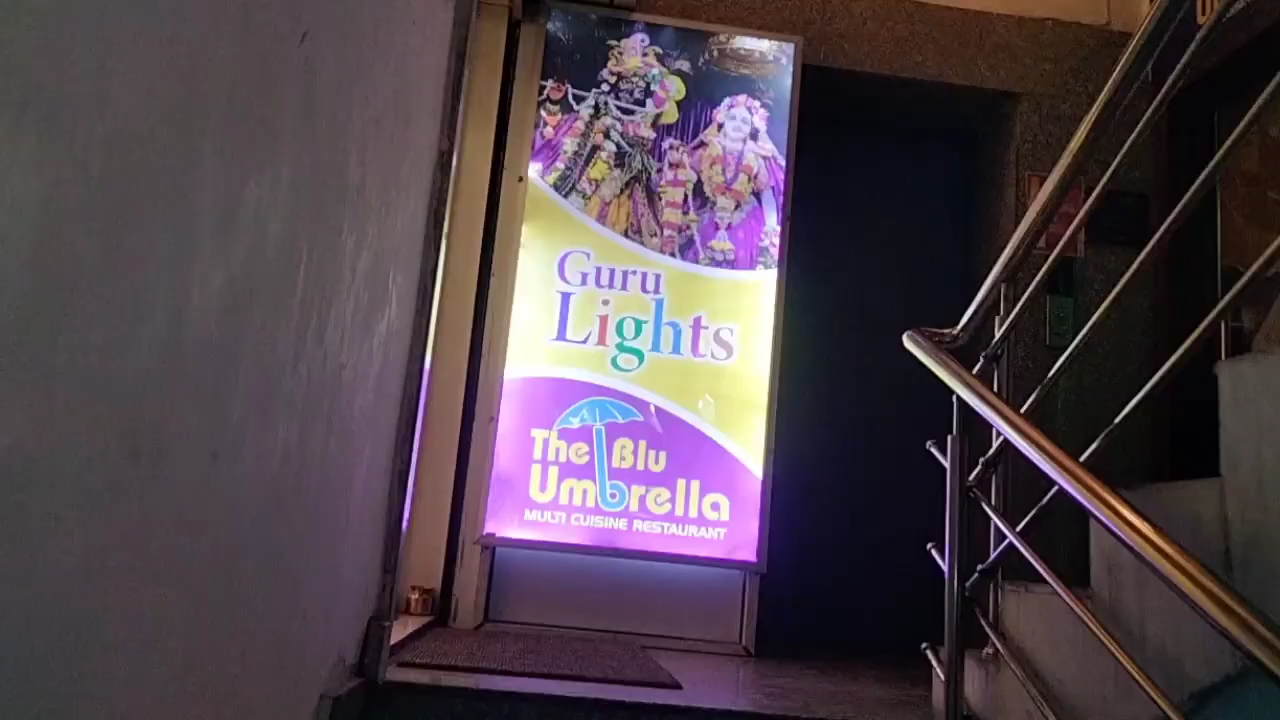 Guru
Lights
The Blu
Umbrella
MULTI CUISINE RESTAURANT